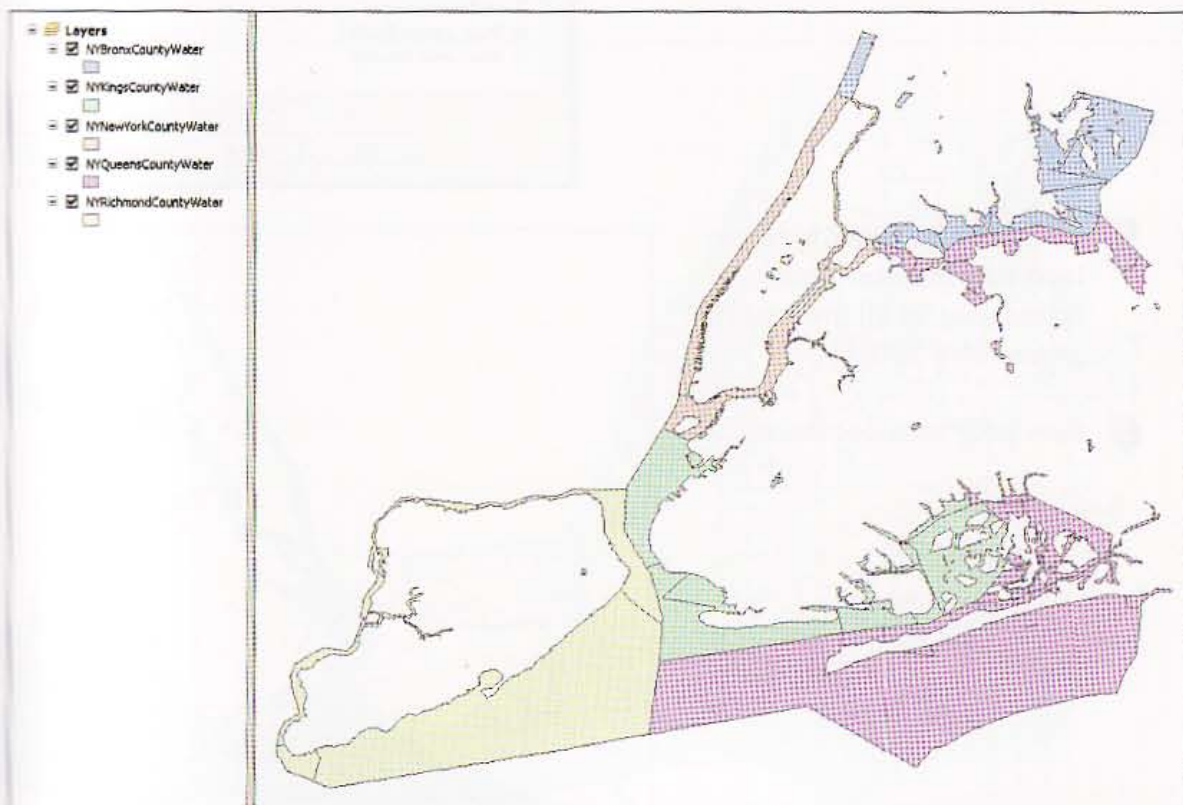 Layers
NYBronxCountyWater
NYKingsCountyWater
NYNewYorkCountyWater
NYQueensCountyWater
NYRichmondCountyWater